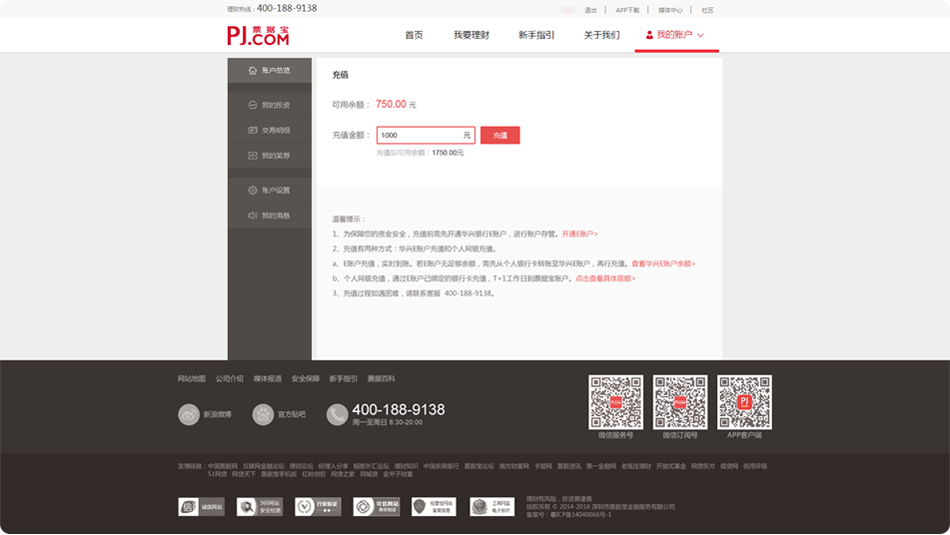 理财热线：400-188-9138
退出 | APP下载 | 媒体中心 | 社区
PJ.COM 票据宝
首页 我要理财 新手指引 关于我们 我的账户
账户总览
我的投资
交易明细
我的奖券
账户设置
我的消息
充值
可用余额： 750.00 元
充值金额： 1000 元 充值
充值后可用余额：1750.00元
温馨提示：
1、为保障您的资金安全，充值前需先开通华兴银行E账户，进行账户存管。开通E账户>
2、充值有两种方式：华兴E账户充值和个人网银充值。
a、E账户充值，实时到账。若E账户无足够余额，需先从个人银行卡转账至华兴E账户，再行充值。查看华兴E账户余额>
b、个人网银充值，通过E账户已绑定的银行卡充值，T+1工作日到票据宝账户。点击查看具体限额>
3、充值过程如遇困难，请联系客服 400-188-9138。
网站地图 公司介绍 媒体报道 安全保障 新手指引 票据百科
新浪微博 官方贴吧 400-188-9138
周一至周日 8:30-20:00
微信服务号 微信订阅号 APP客户端
友情链接：中国票据网 互联网金融论坛 理财论坛 经理人分享 和客外汇论坛 理财知识 中国农商银行 票据宝论坛 南方财富网 卡盟网 票据资讯 第一金融网 老钱庄理财 开放式基金 网贷东方 借贷网 信用评级
51网贷 网贷天下 票据宝手机版 红岭创投 网贷之家 同城贷 金斧子财富
诚信网站
360网站
安全检测
行业验证
可信网站
身份验证
理财有风险，投资需谨慎
版权所有 © 2014-2016 深圳市票据宝金融服务有限公司
备案号：粤ICP备14040066号-1